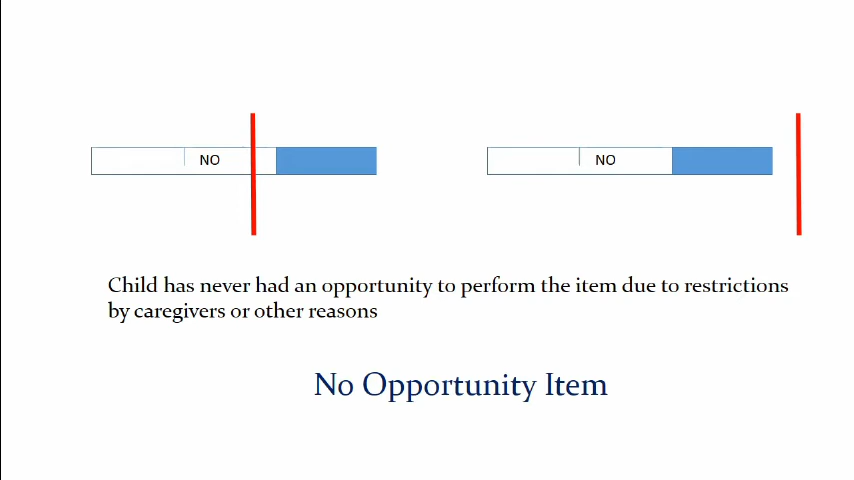 NO NO
Child has never had an opportunity to perform the item due to restrictions
by caregivers or other reasons
No Opportunity Item